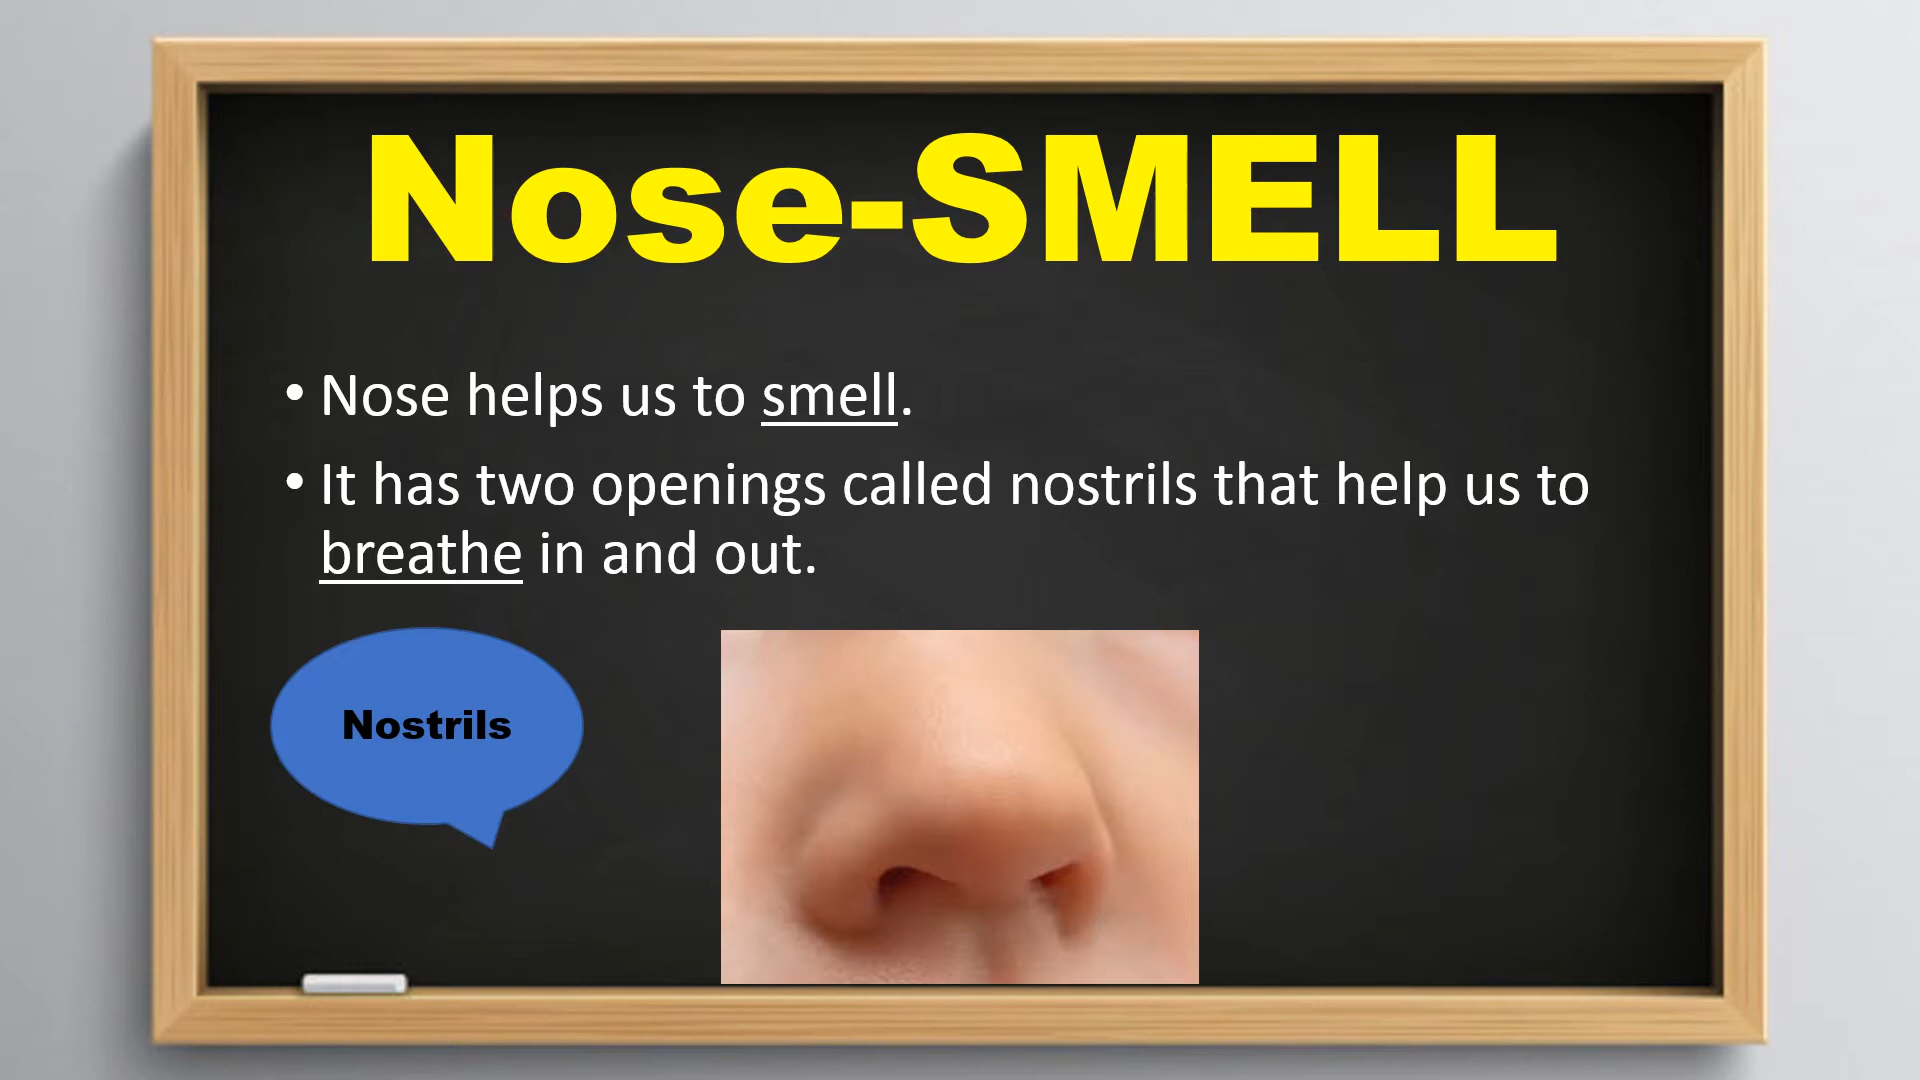 Nose-SMELL
• Nose helps us to smell.
• It has two openings called nostrils that help us to
breathe in and out.
Nostrils